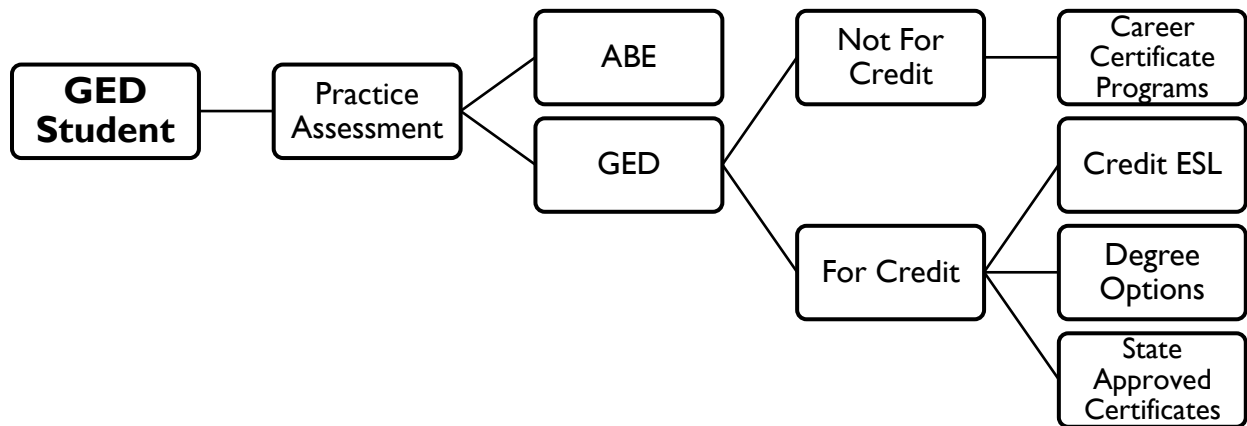 GED
Student
Practice
Assessment
ABE
GED
Not For
Credit
For Credit
Career
Certificate
Programs
Credit ESL
Degree
Options
State
Approved
Certificates